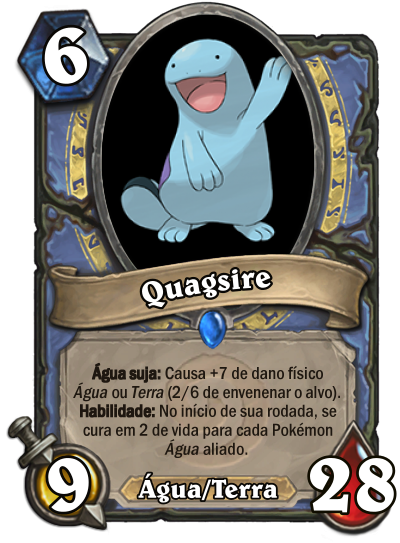 6
Quagsire
Água suja: Causa +7 de dano físico
Água ou Terra (2/6 de envenenar o alvo).
Habilidade: No início de sua rodada, se
cura em 2 de vida para cada Pokémon
Água aliado.
9
Água/Terra
28